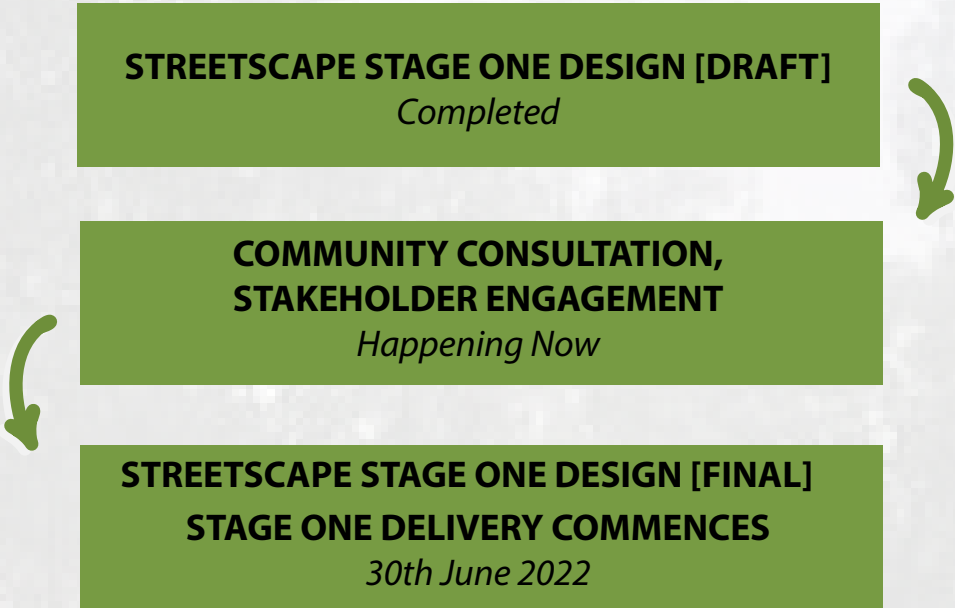 STREETSCAPE STAGE ONE DESIGN [DRAFT]
Completed
COMMUNITY CONSULTATION,
STAKEHOLDER ENGAGEMENT
Happening Now
STREETSCAPE STAGE ONE DESIGN [FINAL]
STAGE ONE DELIVERY COMMENCES
30th June 2022